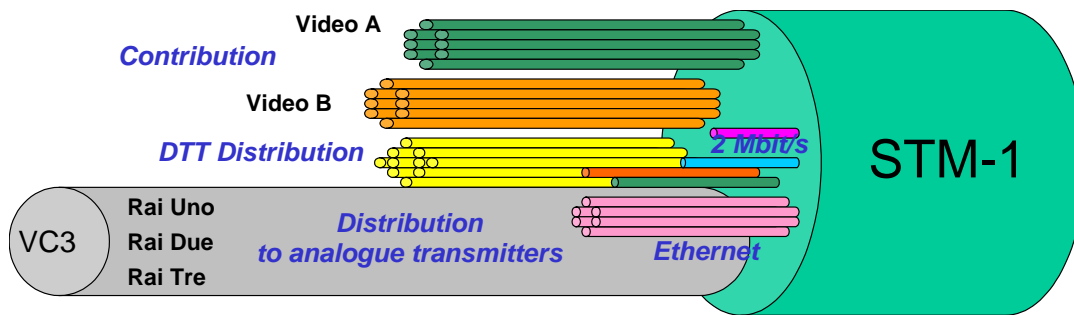 Video A
Contribution
Video B
DTT Distribution
2 Mbit/s
STM-1
VC3
Rai Uno
Rai Due
Rai Tre
Distribution
to analogue transmitters
Ethernet